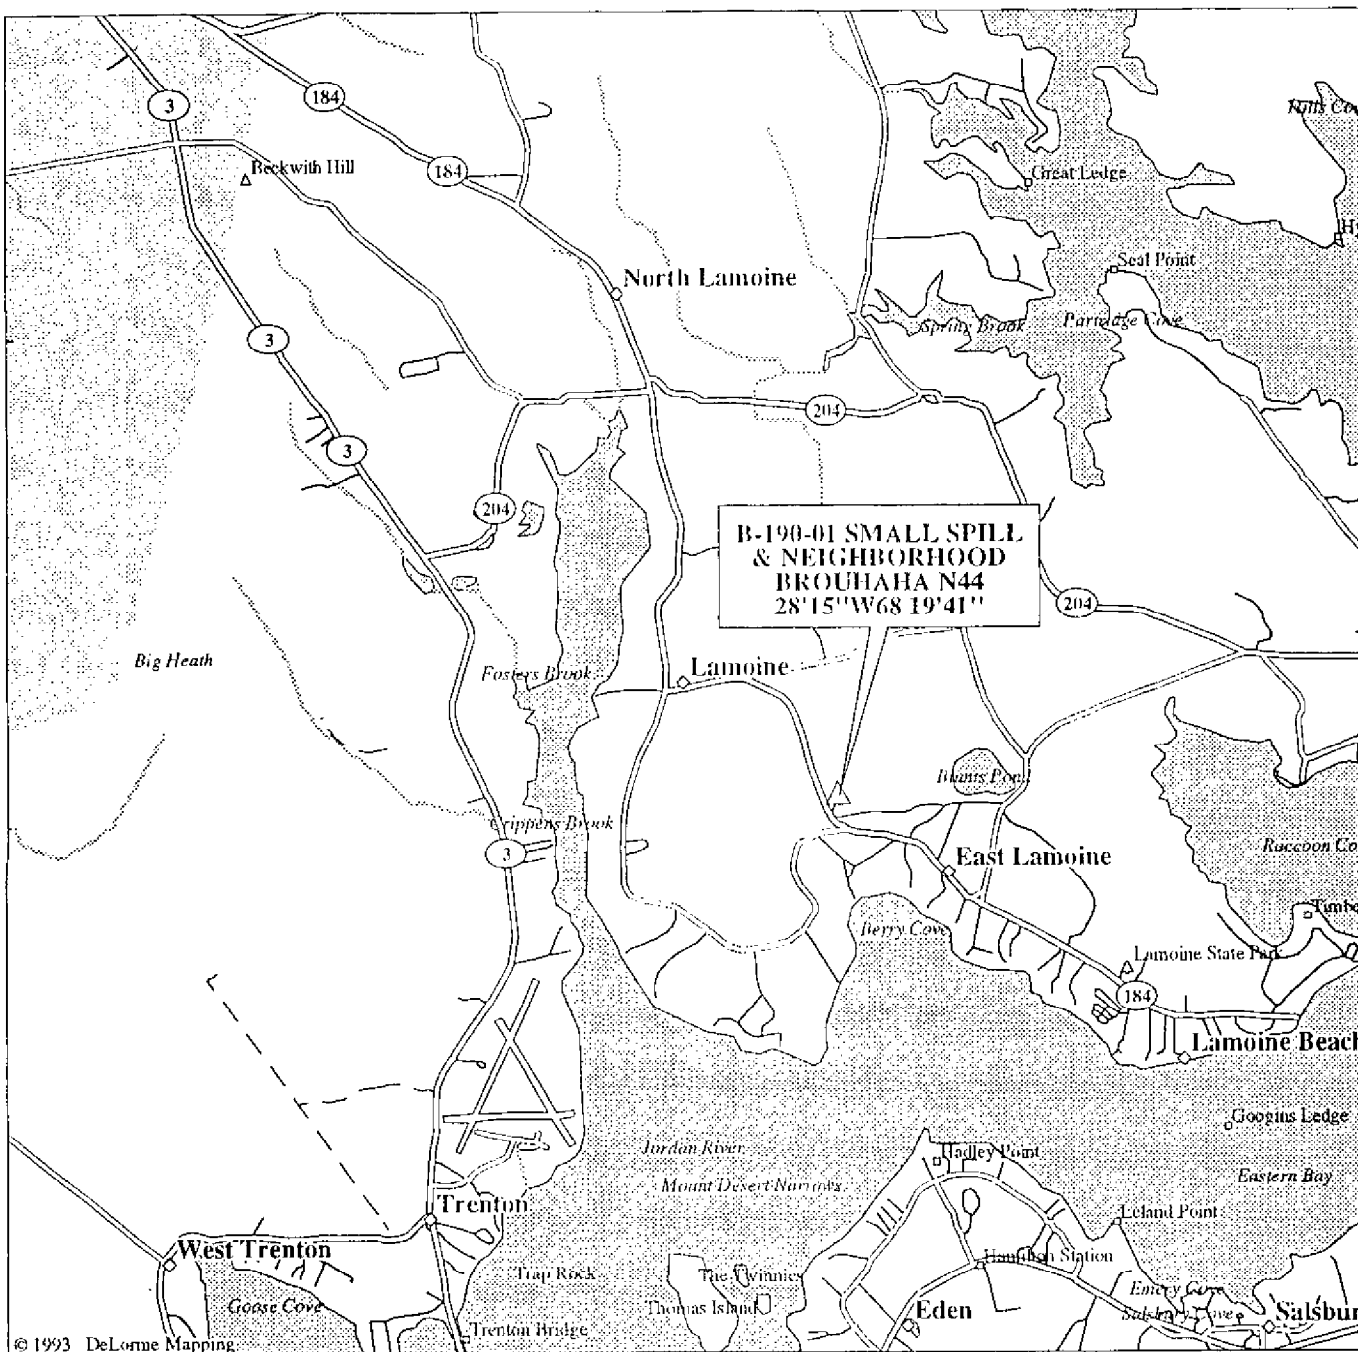 3
184
Beckwith Hill
184
Great Ledge
North Lamoine
Seal Point
3
Spring Brook
Partridge Cove
204
3
204
B-190-01 SMALL SPILL
& NEIGHBORHOOD
BROUHAHA N44
28'15"W68 19'41"
204
Big Heath
Fosters Brook
Lamoine
Blunts Pond
Crippens Brook
3
East Lamoine
Raccoon Co
Timbe
Berry Cove
Lamoine State Park
184
Lamoine Beach
Googins Ledge
Jordan River
Hadley Point
Mount Desert Narrows
Eastern Bay
Trenton
Leland Point
West Trenton
Hamilton Station
Trap Rock
The Twinnies
Emery Cove
Goose Cove
Thomas Island
Eden
Salsbury Cove
Salsbur
Trenton Bridge
© 1993 DeLorme Mapping